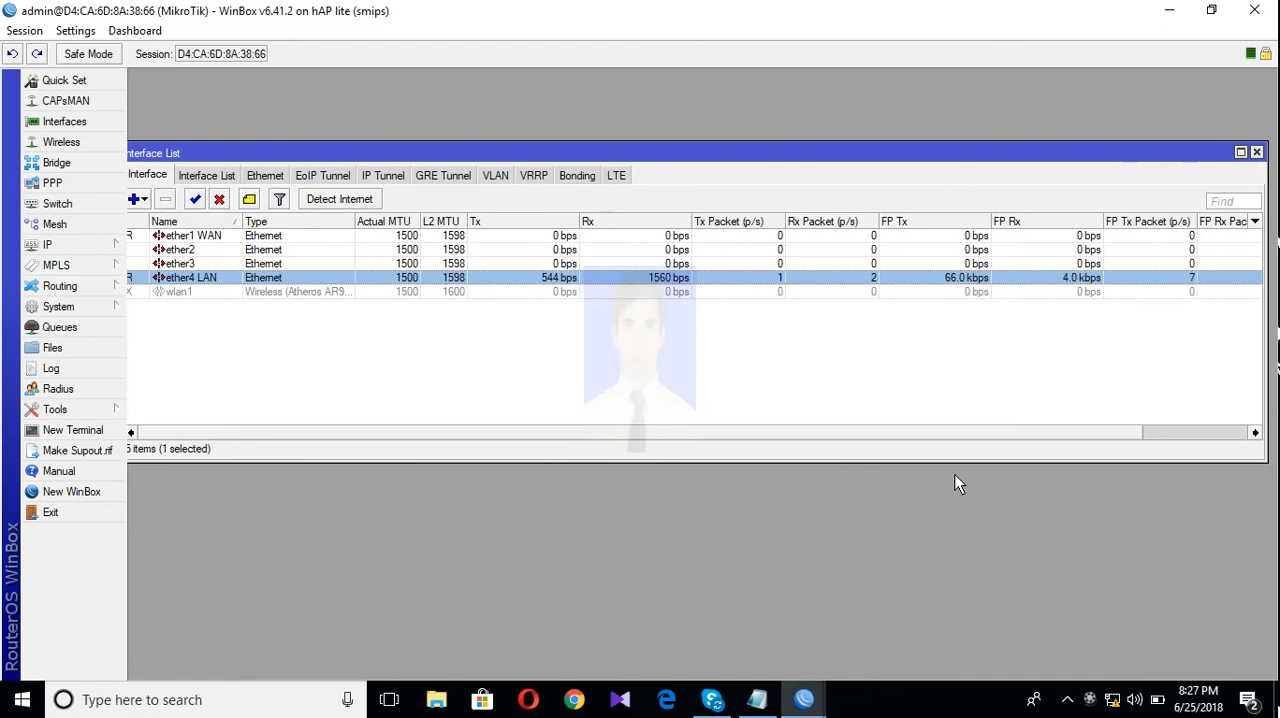 admin@D4:CA:6D:8A:38:66 (MikroTik) - WinBox v6.41.2 on hAP lite (smips)
Session Settings Dashboard
Safe Mode Session: D4:CA:6D:8A:38:66
Quick Set
CAPsMAN
Interfaces
Wireless
Bridge
PPP
Switch
Mesh
IP
MPLS
Routing
System
Queues
Files
Log
Radius
Tools
New Terminal
Make Supout.rif
Manual
New WinBox
Exit
RouterOS WinBox
nterface List
Interface Interface List Ethernet EoIP Tunnel IP Tunnel GRE Tunnel VLAN VRRP Bonding LTE
Detect Internet Find
Name Type Actual MTU L2 MTU Tx Rx Tx Packet (p/s) Rx Packet (p/s) FP Tx FP Rx FP Tx Packet (p/s) FP Rx Pac
R ether1 WAN Ethernet 1500 1598 0 bps 0 bps 0 0 0 bps 0 bps 0
ether2 Ethernet 1500 1598 0 bps 0 bps 0 0 0 bps 0 bps 0
ether3 Ethernet 1500 1598 0 bps 0 bps 0 0 0 bps 0 bps 0
R ether4 LAN Ethernet 1500 1598 544 bps 1560 bps 1 2 66.0 kbps 4.0 kbps 7
X wlan1 Wireless (Atheros AR9... 1500 1600 0 bps 0 bps 0 0 0 bps 0 bps 0
5 items (1 selected)
Type here to search
8:27 PM
6/25/2018
2